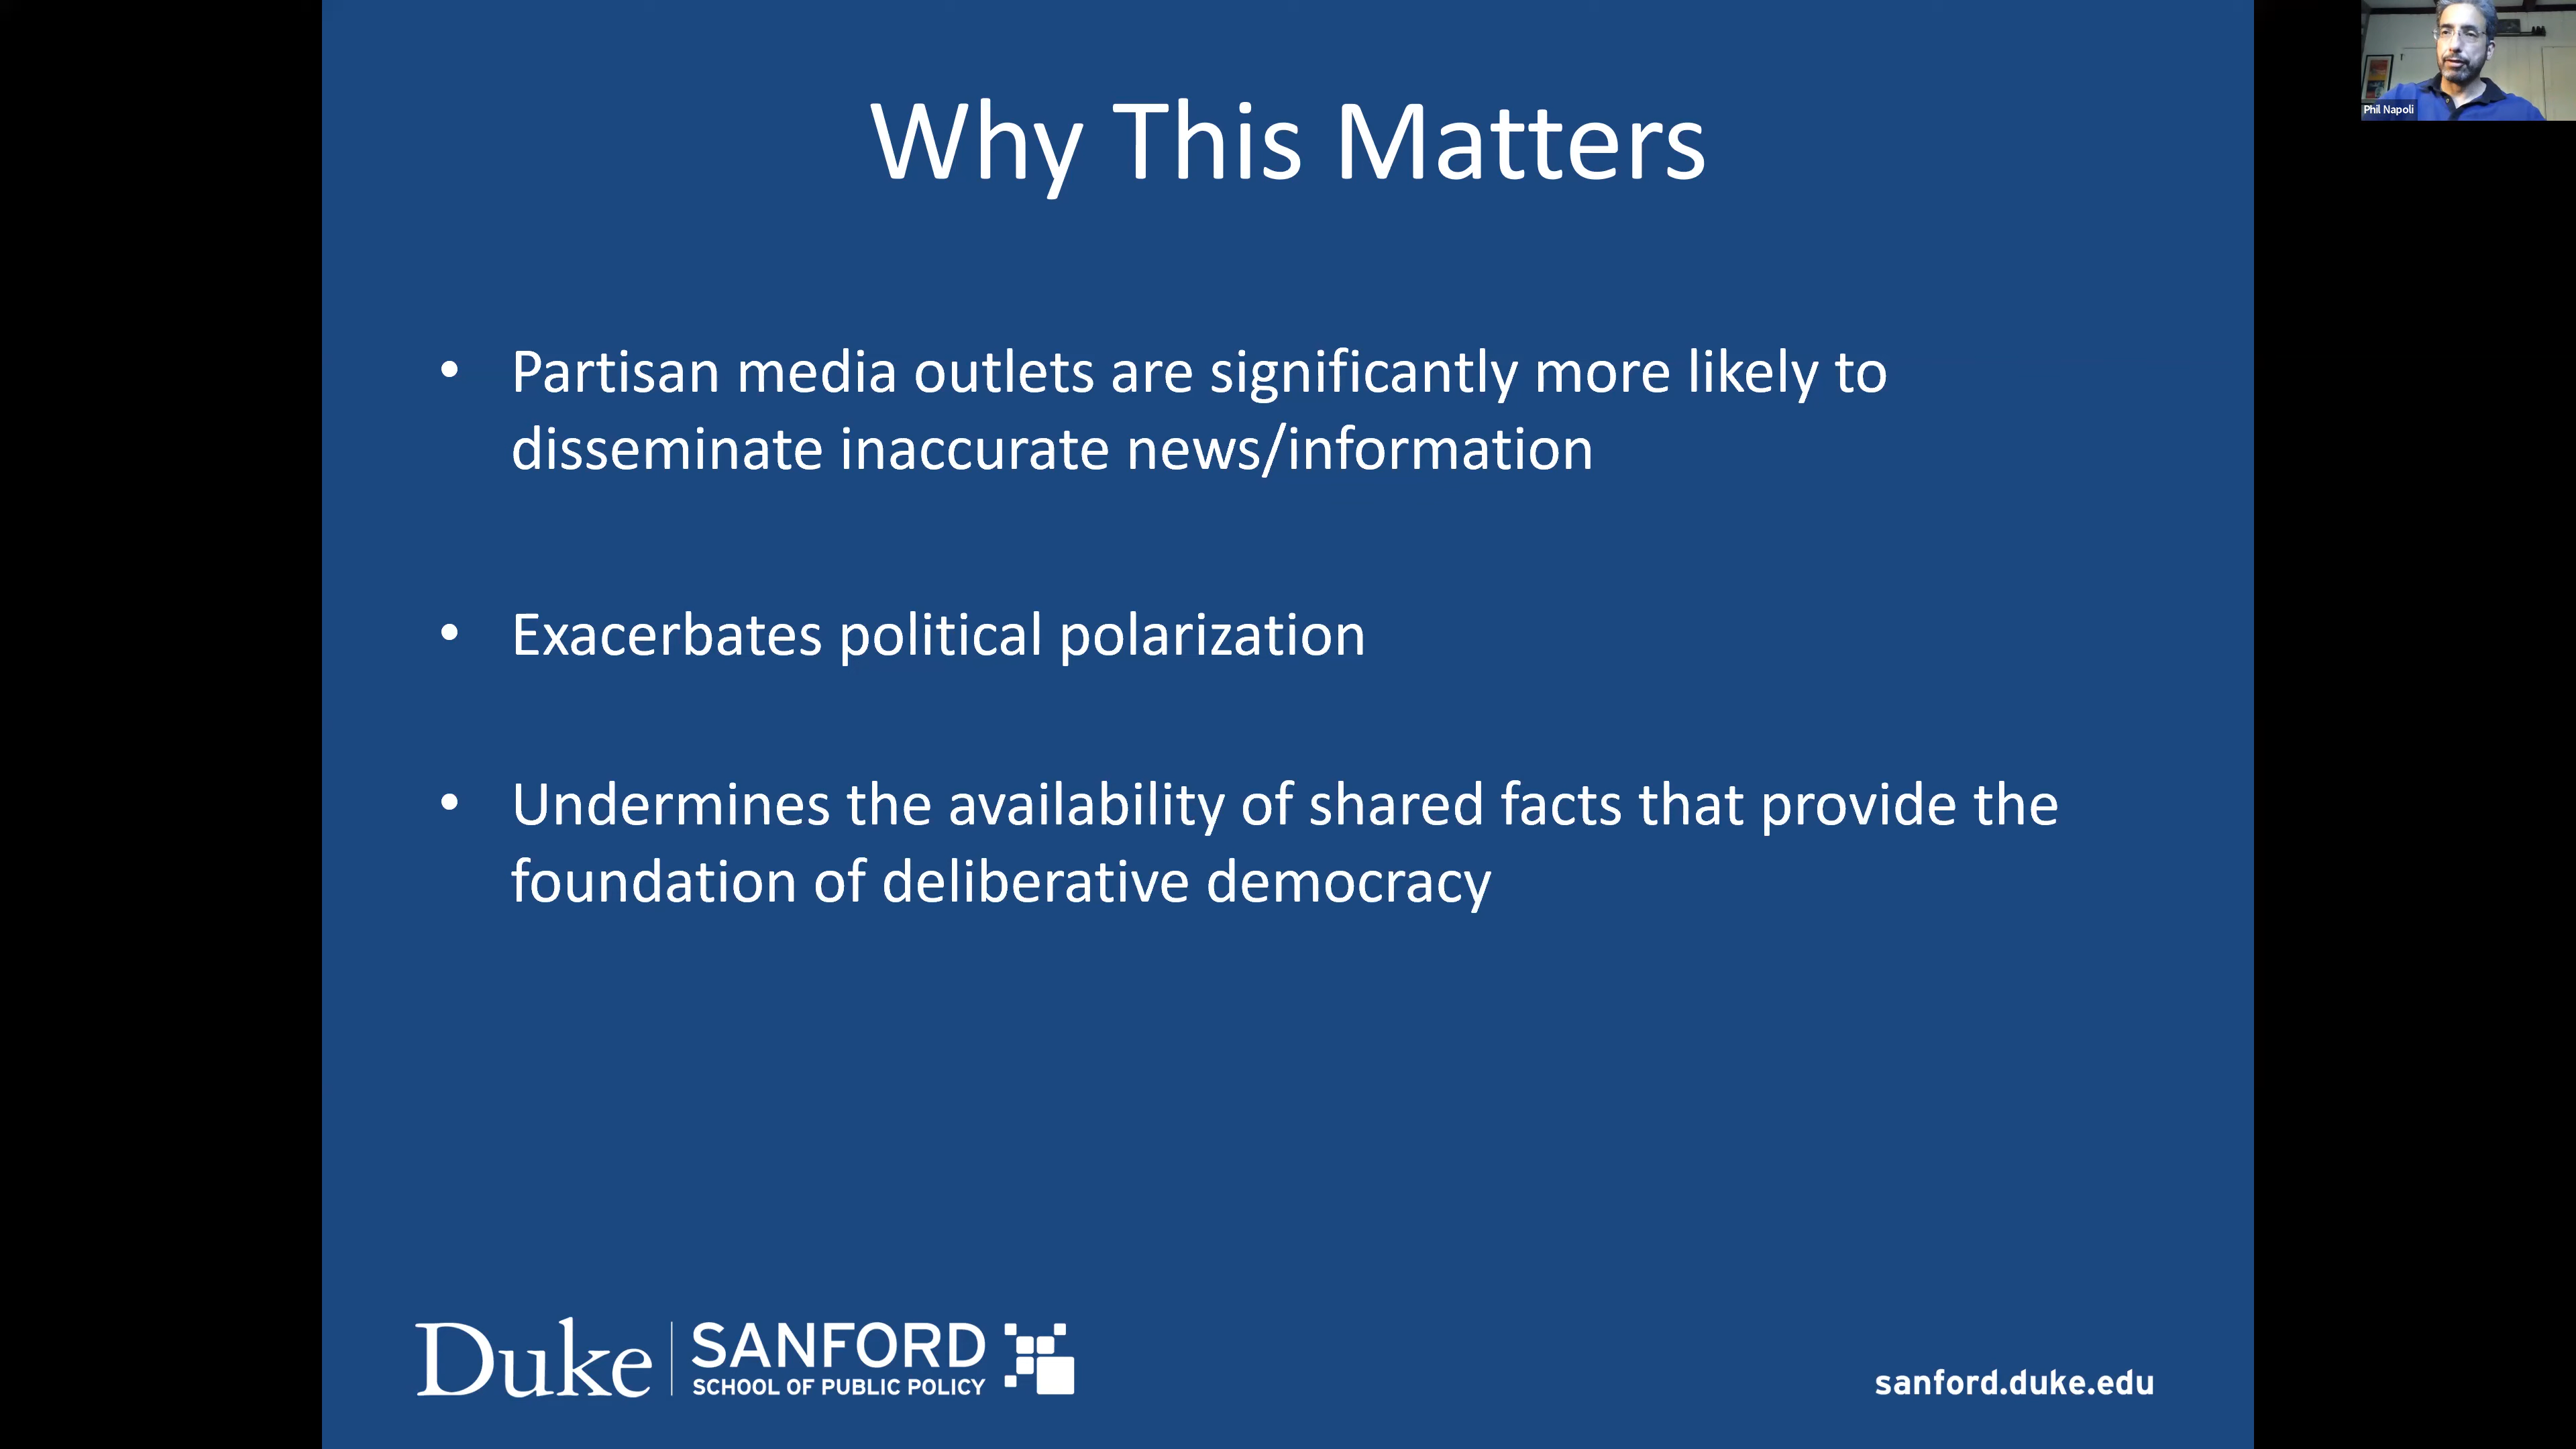 Why This Matters
Phil Napoli
• Partisan media outlets are significantly more likely to
disseminate inaccurate news/information
• Exacerbates political polarization
• Undermines the availability of shared facts that provide the
foundation of deliberative democracy
Duke | SANFORD
SCHOOL OF PUBLIC POLICY
sanford.duke.edu